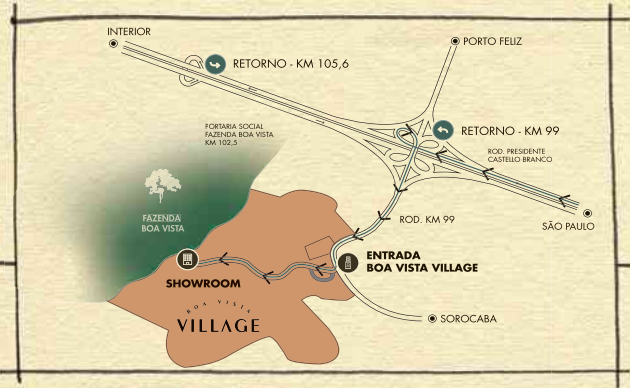 INTERIOR
PORTO FELIZ
RETORNO - KM 105,6
PORTARIA SOCIAL
FAZENDA BOA VISTA
KM 102,5
RETORNO - KM 99
ROD. PRESIDENTE
CASTELLO BRANCO
FAZENDA
BOA VISTA
ROD. KM 99
SÃO PAULO
ENTRADA
BOA VISTA VILLAGE
SHOWROOM
BOA VISTA
VILLAGE
SOROCABA